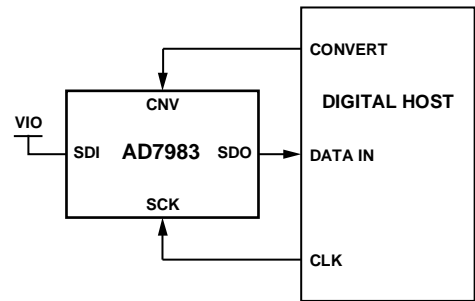 CONVERT
DIGITAL HOST
CNV
VIO
SDI AD7983 SDO
DATA IN
SCK
CLK